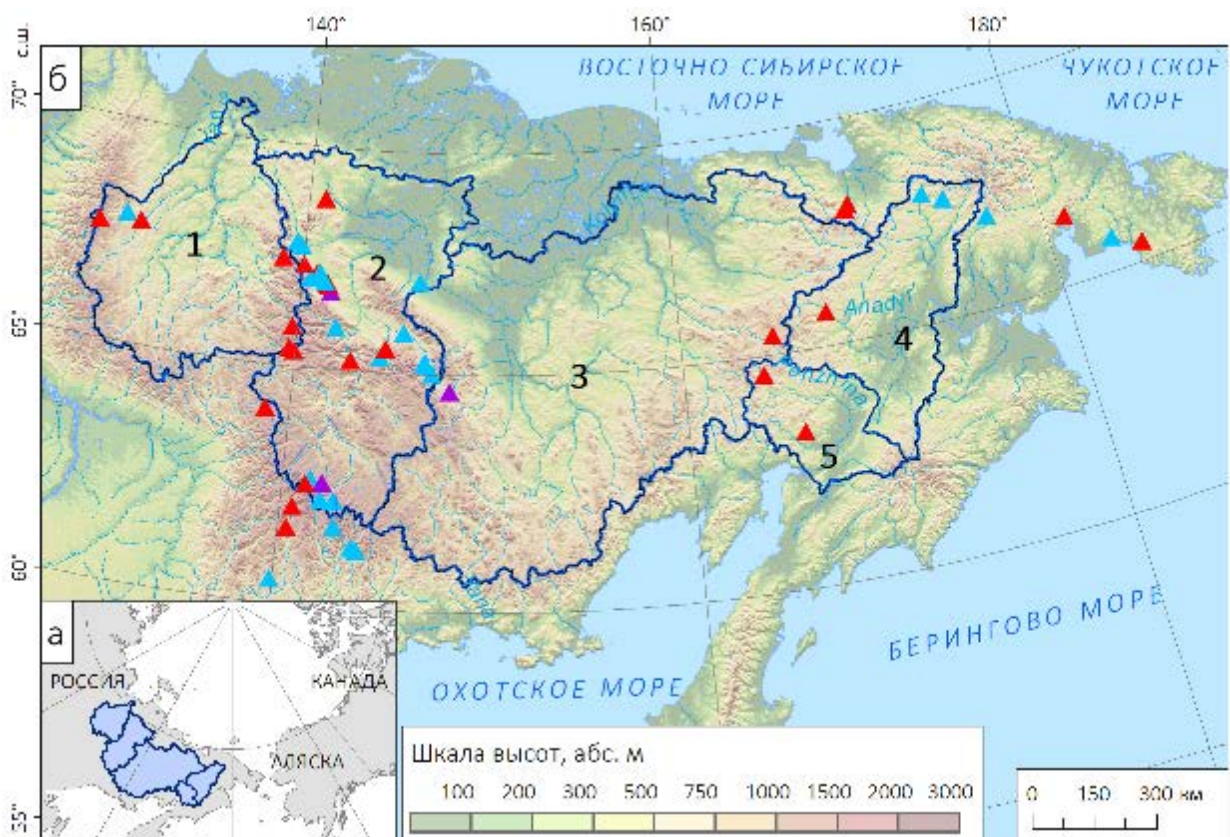 140° 160° 180°
с.ш.
б
ВОСТОЧНО СИБИРСКОЕ
МОРЕ
ЧУКОТСКОЕ
МОРЕ
70°
1
2
65°
Anadyr'
4
3
5
60°
БЕРИНГОВО МОРЕ
ОХОТСКОЕ МОРЕ
а
РОССИЯ
КАНАДА
АЛЯСКА
Шкала высот, абс. м
100 200 300 500 750 1000 1500 2000 3000
0 150 300 км
55°